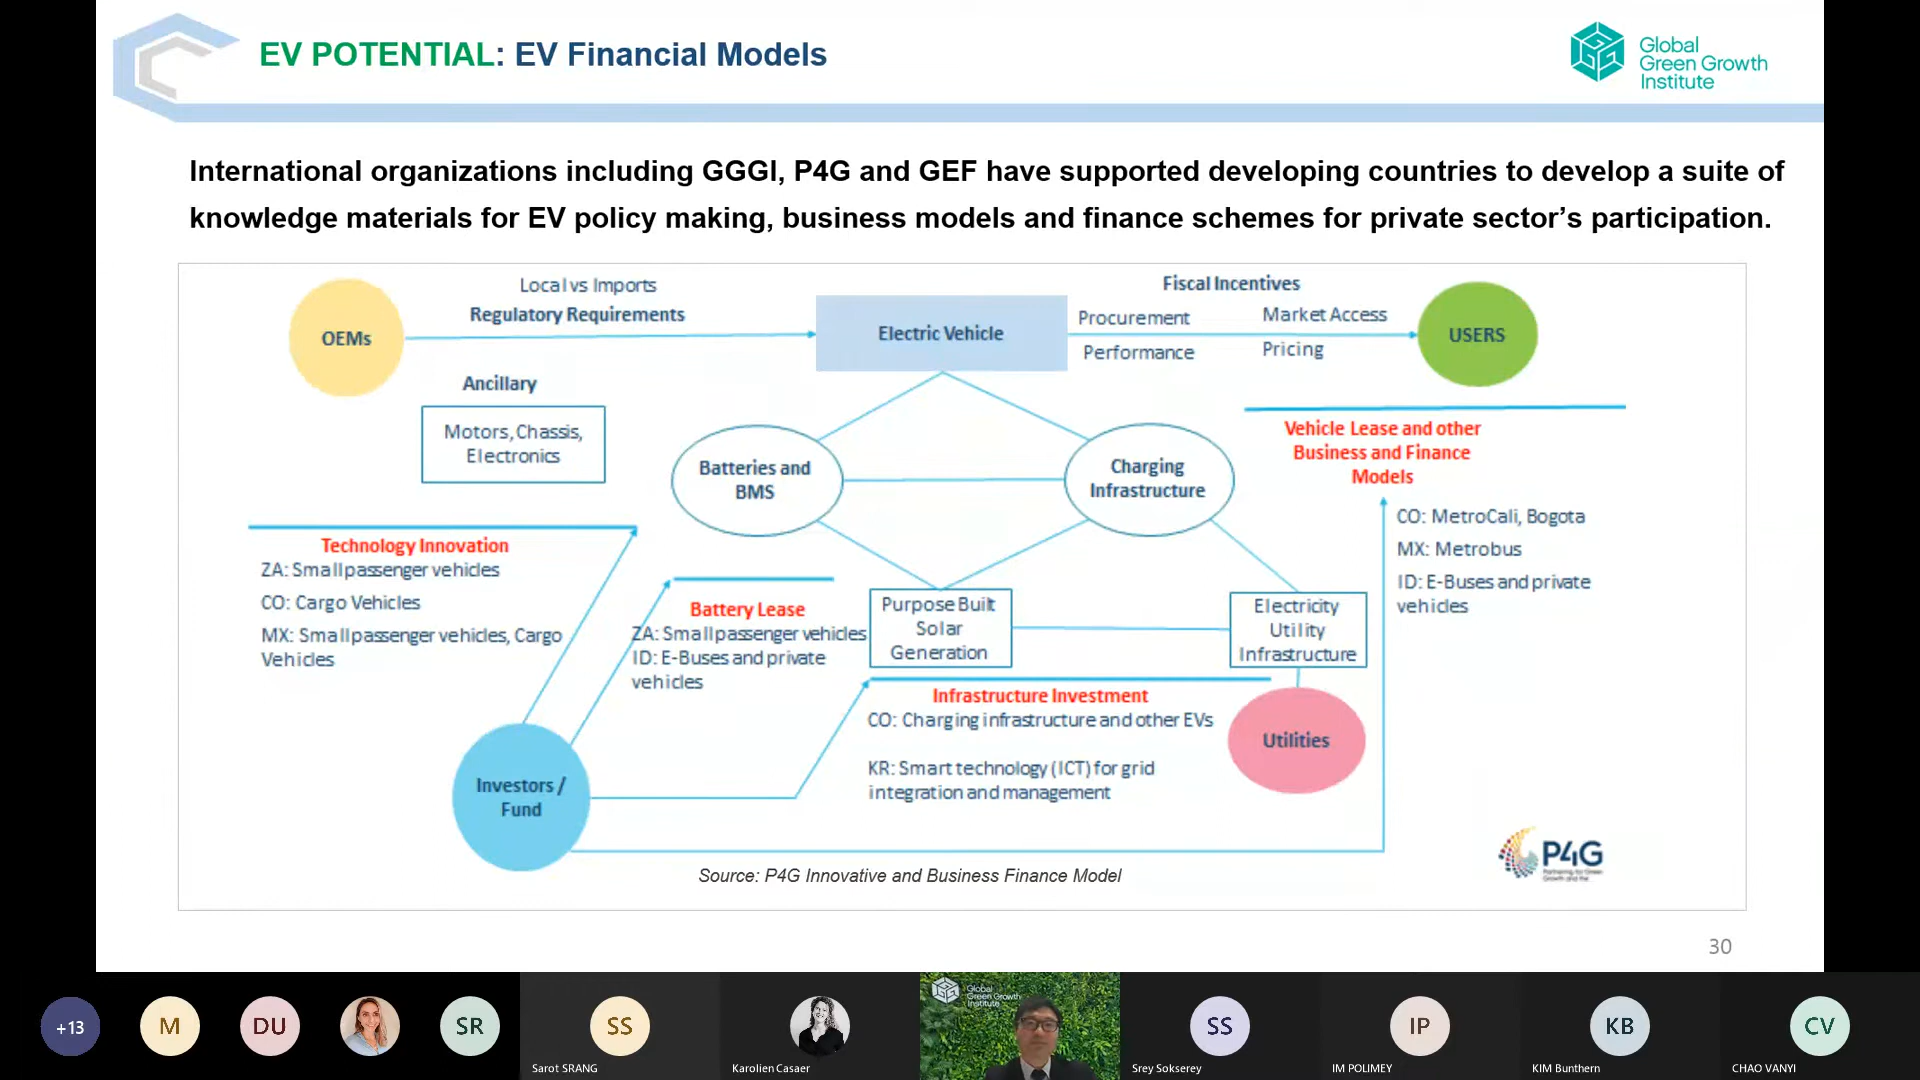 EV POTENTIAL: EV Financial Models
Global
Green Growth
Institute
International organizations including GGGI, P4G and GEF have supported developing countries to develop a suite of
knowledge materials for EV policy making, business models and finance schemes for private sector's participation.
OEMs
Local vs Imports
Regulatory Requirements
Electric Vehicle
Fiscal Incentives
Procurement
Market Access
Performance
Pricing
USERS
Ancillary
Motors, Chassis,
Electronics
Batteries and
BMS
Charging
Infrastructure
Vehicle Lease and other
Business and Finance
Models
CO: MetroCali, Bogota
MX: Metrobus
ID: E-Buses and private
vehicles
Technology Innovation
ZA: Small passenger vehicles
CO: Cargo Vehicles
MX: Small passenger vehicles, Cargo
Vehicles
Battery Lease
ZA: Small passenger vehicles
ID: E-Buses and private
vehicles
Purpose Built
Solar
Generation
Electricity
Utility
Infrastructure
Infrastructure Investment
CO: Charging infrastructure and other EVs
KR: Smart technology (ICT) for grid
integration and management
Utilities
Investors /
Fund
Source: P4G Innovative and Business Finance Model
P4G
30
+13
M
DU
SR
SS
Sarot SRANG
Karolien Casaer
Global
Green Growth
Institute
SS
Srey Sokserey
IP
IM POLIMEY
KB
KIM Bunthern
CV
CHAO VANYI